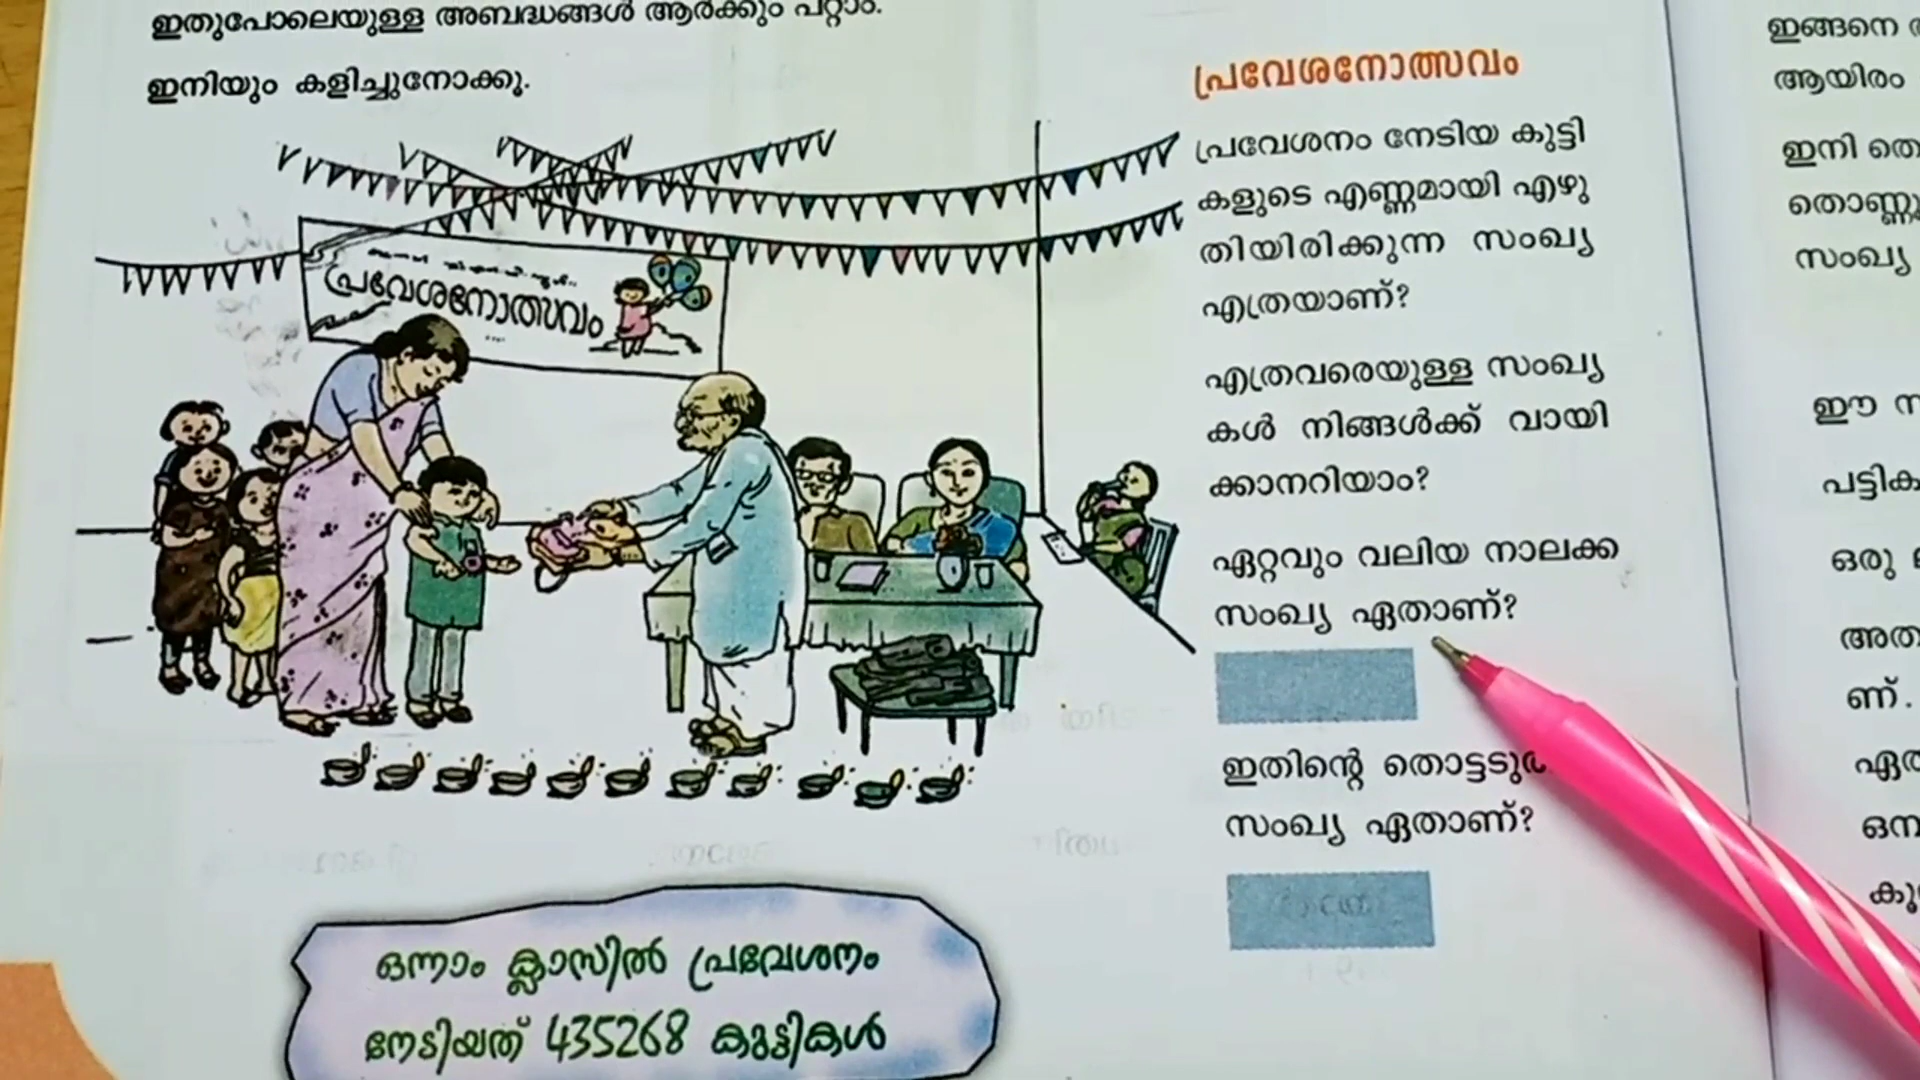 ഇതുപോലെയുള്ള അബദ്ധങ്ങൾ ആർക്കും പറ്റാം.
ഇനിയും കളിച്ചുനോക്കൂ.
പ്രവേശനോത്സവം
പ്രവേശനോത്സവം
പ്രവേശനം നേടിയ കുട്ടി
കളുടെ എണ്ണമായി എഴു
തിയിരിക്കുന്ന സംഖ്യ
എത്രയാണ്?
എത്രവരെയുള്ള സംഖ്യ
കൾ നിങ്ങൾക്ക് വായി
ക്കാനറിയാം?
ഏറ്റവും വലിയ നാലക്ക
സംഖ്യ ഏതാണ്?
ഇതിന്റെ
സംഖ്യ ഏതാണ്?
ഒന്നാം ക്ലാസിൽ പ്രവേശനം
നേടിയത് 435268 കുട്ടികൾ
ഇങ്ങനെ
ആയിരം
ഇനി
സംഖ്യ
ഈ
ഒരു